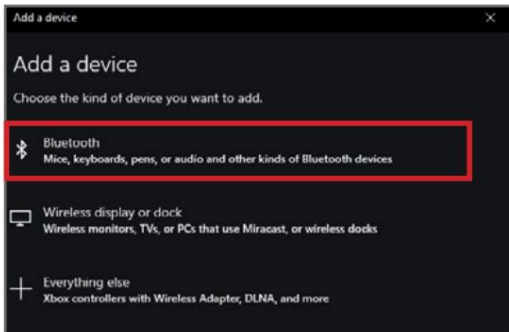 Add a device
Add a device
Choose the kind of device you want to add.
Bluetooth
Mice, keyboards, pens, or audio and other kinds of Bluetooth devices
Wireless display or dock
Wireless monitors, TVs, or PCs that use Miracast, or wireless docks
Everything else
Xbox controllers with Wireless Adapter, DLNA, and more